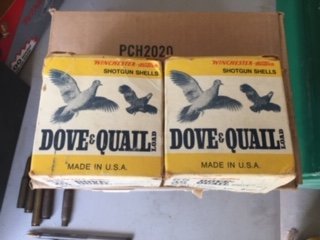 PCH2020
WINCHESTER-Western
SHOTGUN SHELLS
DOVE & QUAIL LOAD
MADE IN U.S.A.
WINCHESTER-Western
SHOTGUN SHELLS
DOVE & QUAIL LOAD
MADE IN U.S.A.